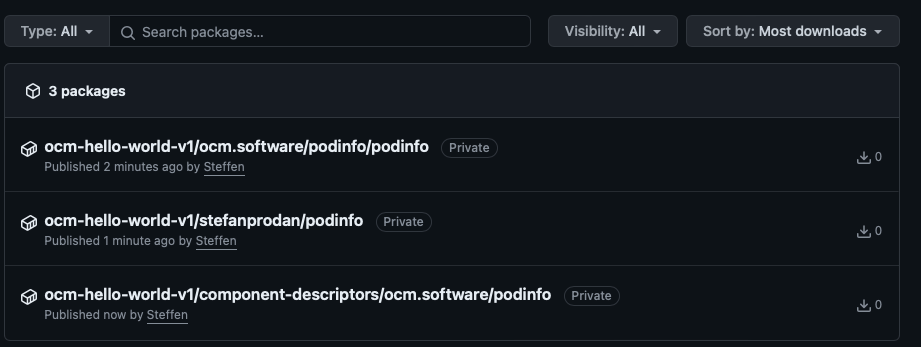 Type: All Search packages... Visibility: All Sort by: Most downloads
3 packages
ocm-hello-world-v1/ocm.software/podinfo/podinfo Private
Published 2 minutes ago by Steffen 0
ocm-hello-world-v1/stefanprodan/podinfo Private
Published 1 minute ago by Steffen 0
ocm-hello-world-v1/component-descriptors/ocm.software/podinfo Private
Published now by Steffen 0